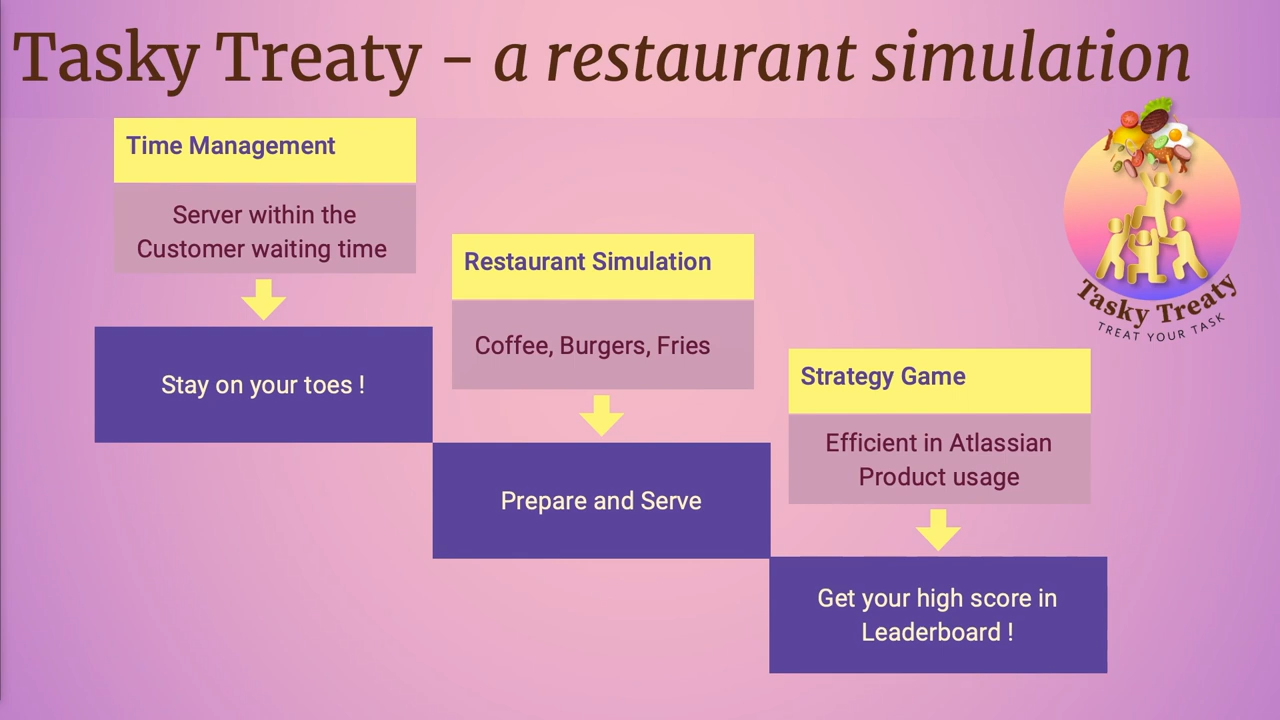 Tasky Treaty - a restaurant simulation
Time Management
Server within the
Customer waiting time
Stay on your toes !
Restaurant Simulation
Coffee, Burgers, Fries
Prepare and Serve
Strategy Game
Efficient in Atlassian
Product usage
Get your high score in
Leaderboard !
Tasky Treaty
TREAT YOUR TASK